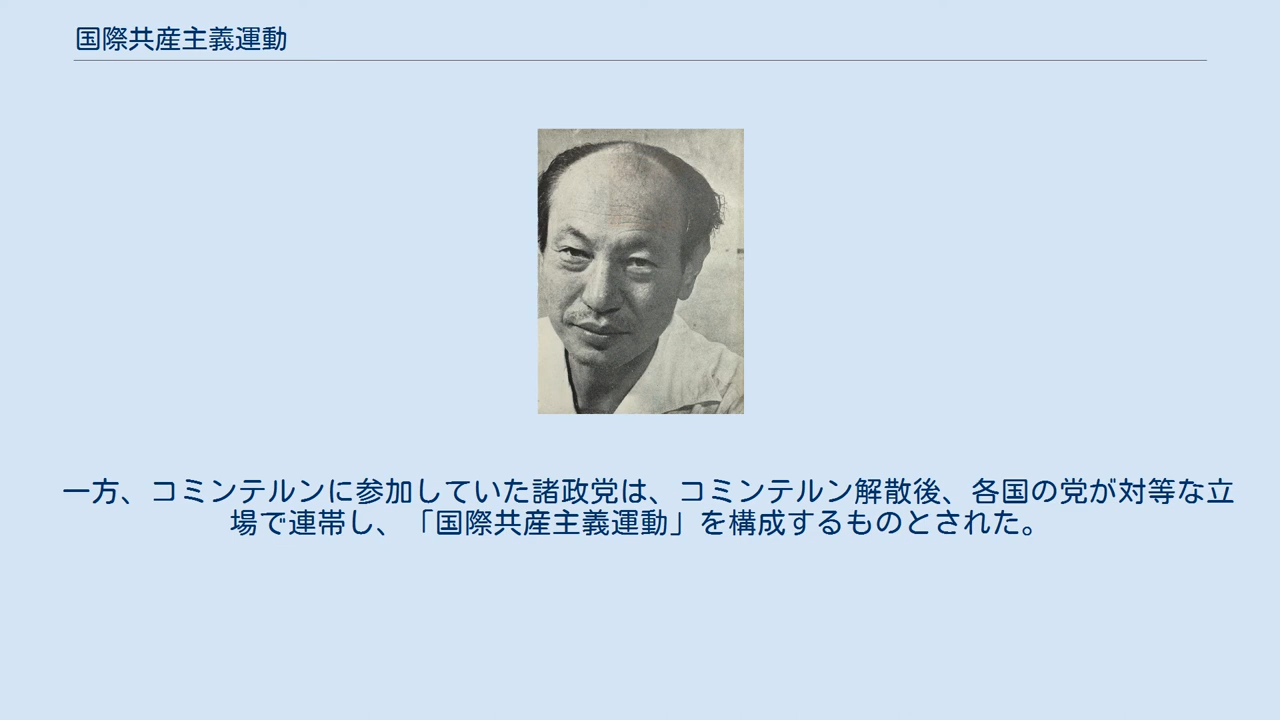 国際共産主義運動
一方、コミンテルンに参加していた諸政党は、コミンテルン解散後、各国の党が対等な立
場で連帯し、「国際共産主義運動」を構成するものとされた。